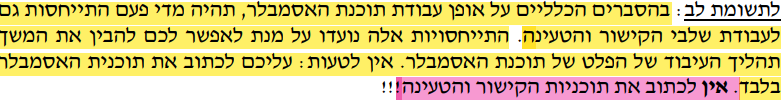 לתשומת לב: בהסברים הכלליים על אופן עבודת תוכנת האסמבלר, תהיה מדי פעם התייחסות גם
לעבודת שלבי הקישור והטעינה. התייחסויות אלה נועדו על מנת לאפשר לכם להבין את המשך
תהליך העיבוד של הפלט של תוכנת האסמבלר. אין לטעות: עליכם לכתוב את תוכנית האסמבלר
בלבד. אין לכתוב את תוכניות הקישור והטעינה!!!